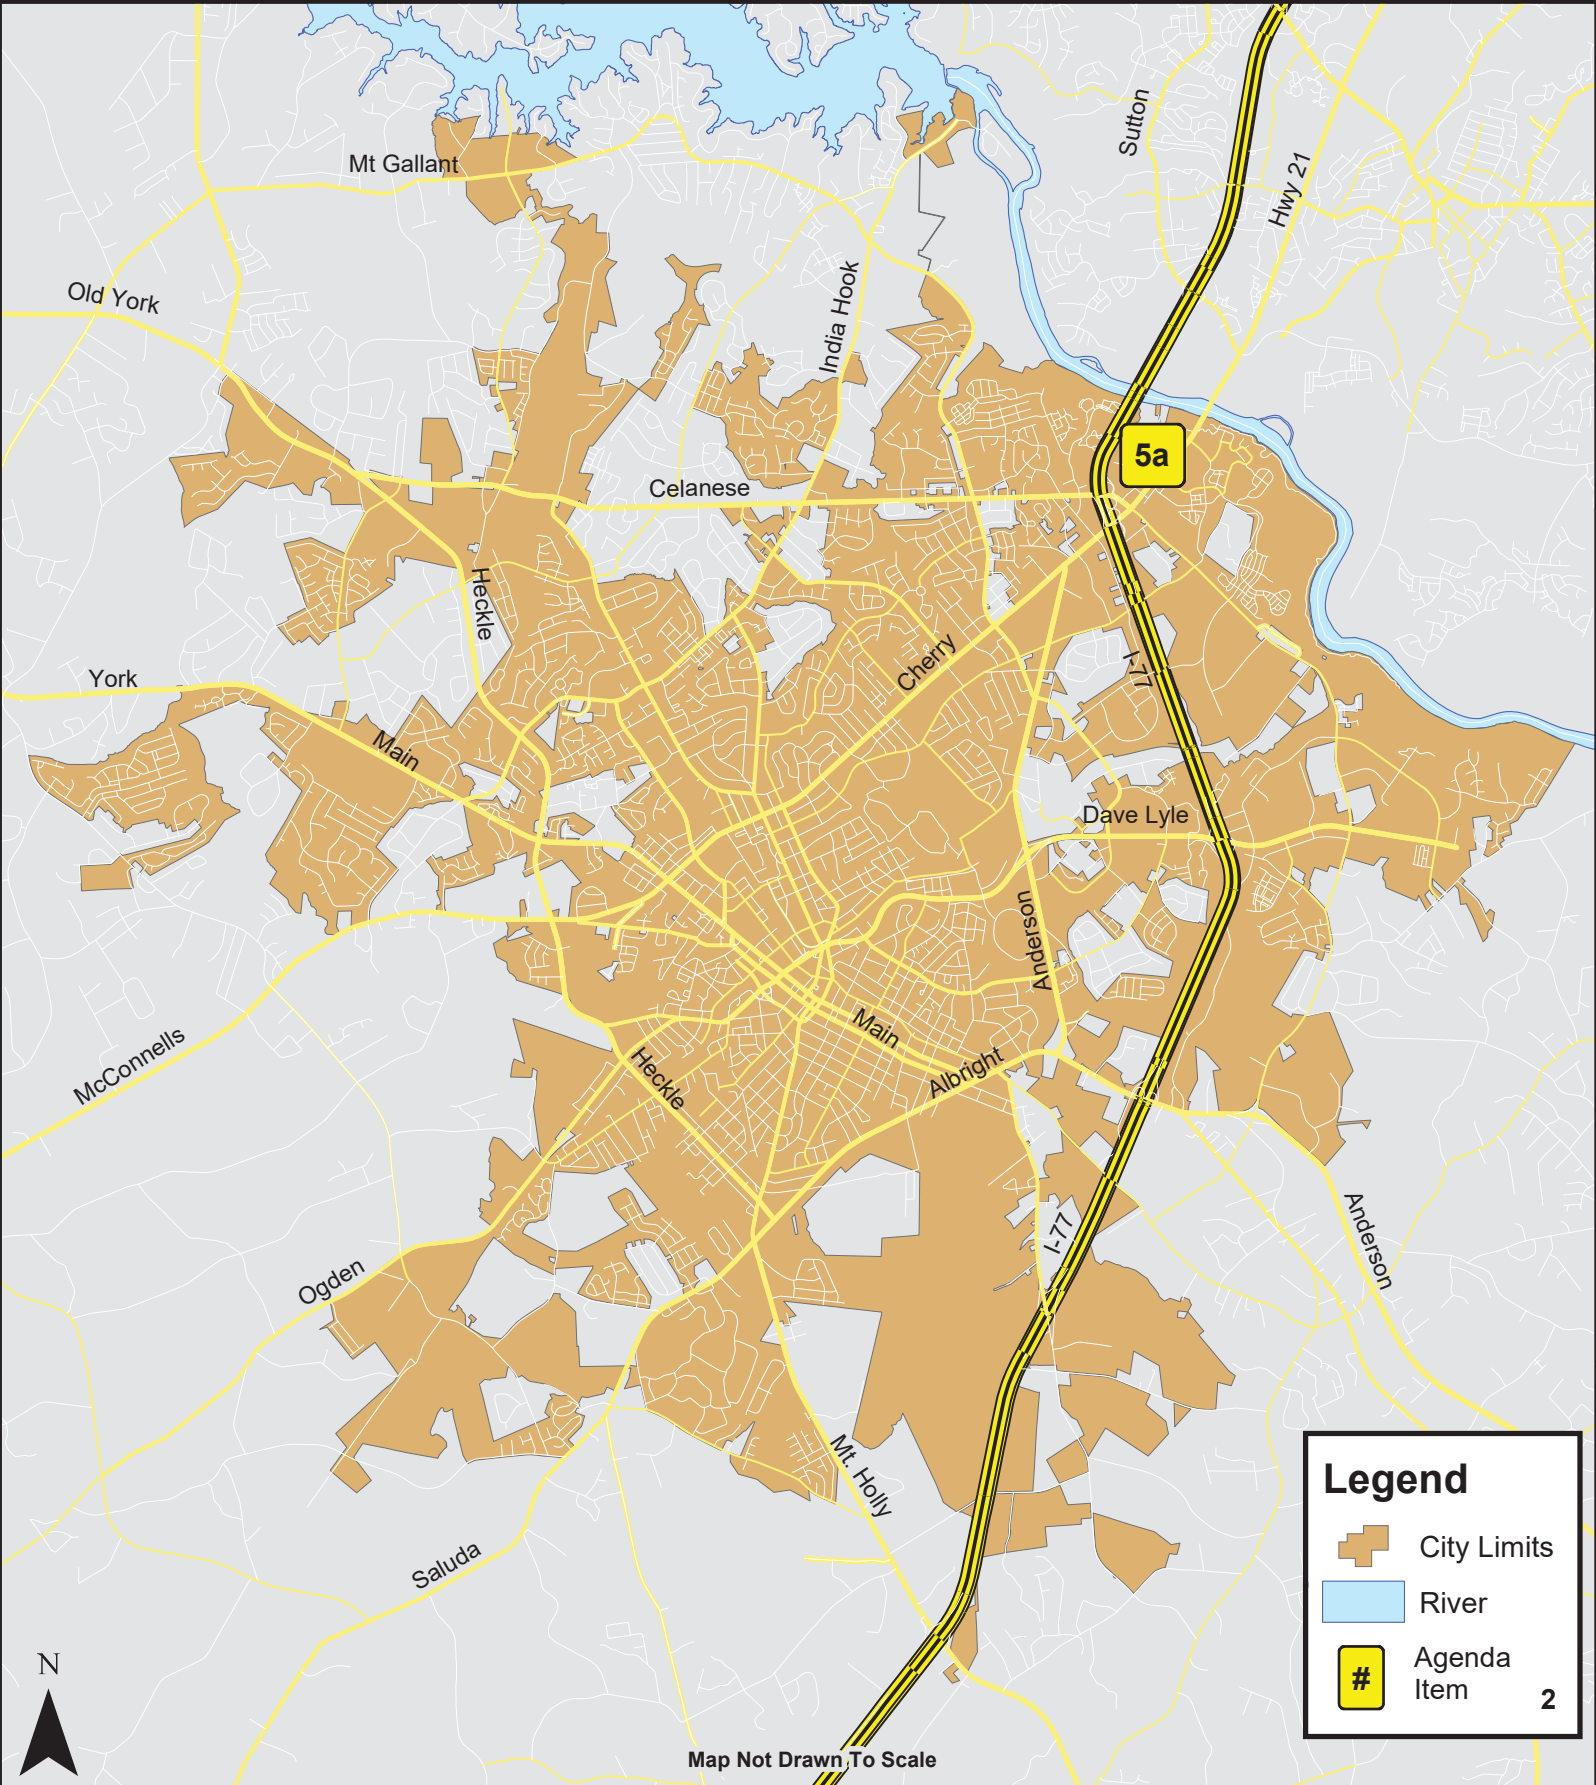 Sutton
Mt Gallant
Hwy 21
Old York
India Hook
5a
Celanese
Heckle
Cherry
I-77
York
Main
Dave Lyle
Anderson
Main
McConnells
Heckle
Albright
I-77
Anderson
Ogden
Mt. Holly
Saluda
Legend
City Limits
River
#
Agenda
Item
2
N
Map Not Drawn To Scale